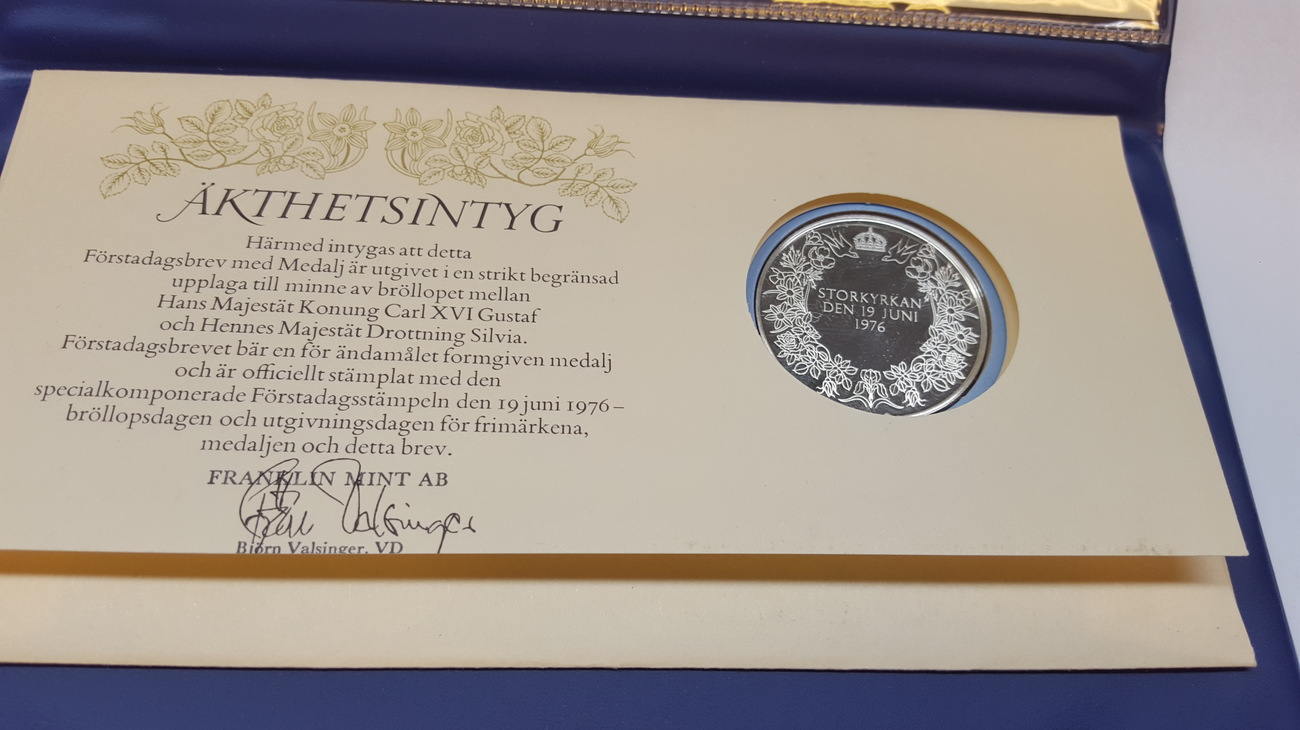 ÄKTHETSINTYG
Härmed intygas att detta
Förstadagsbrev med Medalj är utgivet i en strikt begränsad
upplaga till minne av bröllopet mellan
Hans Majestät Konung Carl XVI Gustaf
och Hennes Majestät Drottning Silvia.
Förstadagsbrevet bär en för ändamålet formgiven medalj
och är officiellt stämplat med den
specialkomponerade Förstadagsstämpeln den 19 juni 1976 –
bröllopsdagen och utgivningsdagen för frimärkena,
medaljen och detta brev.
FRANKLIN MINT AB
Björn Valsinger
Björn Valsinger, VD
STORKYRKAN
DEN 19 JUNI
1976